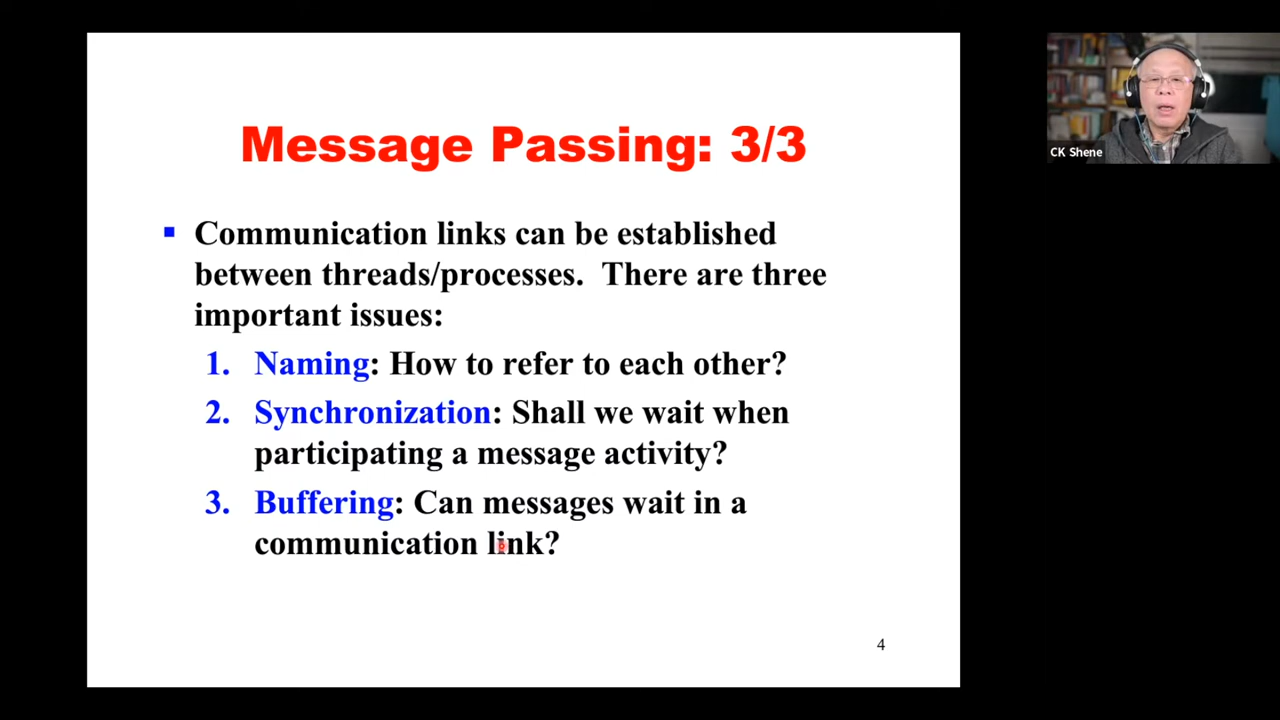 Message Passing: 3/3
CK Shene
▪ Communication links can be established
between threads/processes.  There are three
important issues:
1. Naming: How to refer to each other?
2. Synchronization: Shall we wait when
participating a message activity?
3. Buffering: Can messages wait in a
communication link?
4